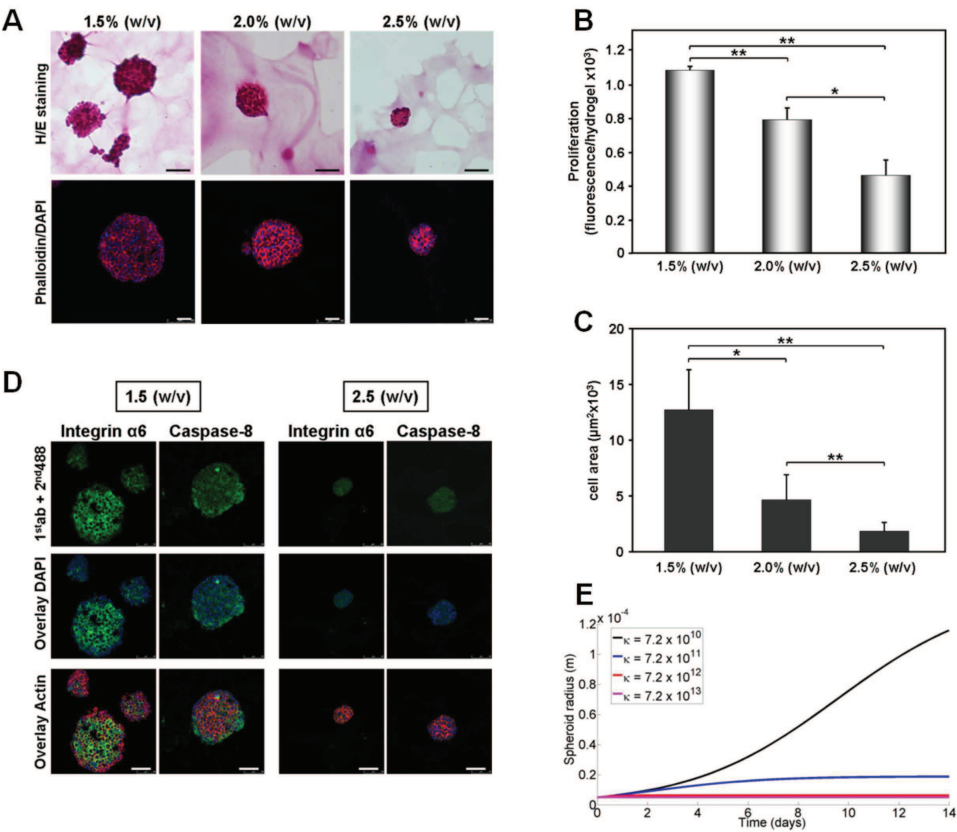 A
1.5% (w/v) 2.0% (w/v) 2.5% (w/v)
H/E staining
Phalloidin/DAPI
B
Proliferation
(fluorescence/hydrogel x10³)
1.2
1.0
0.8
0.6
0.4
0.2
0
**
**
*
1.5% (w/v) 2.0% (w/v) 2.5% (w/v)
C
cell area (µm²x10³)
20
15
10
5
0
**
*
**
1.5% (w/v) 2.0% (w/v) 2.5% (w/v)
D
1.5 (w/v) 2.5 (w/v)
Integrin α6 Caspase-8 Integrin α6 Caspase-8
1ˢᵗab + 2ⁿᵈ488
Overlay DAPI
Overlay Actin
E
x 10⁻⁴
Spheroid radius (m)
1.2
1
0.8
0.6
0.4
0.2
0
κ = 7.2 x 10¹⁰
κ = 7.2 x 10¹¹
κ = 7.2 x 10¹²
κ = 7.2 x 10¹³
0 2 4 6 8 10 12 14
Time (days)